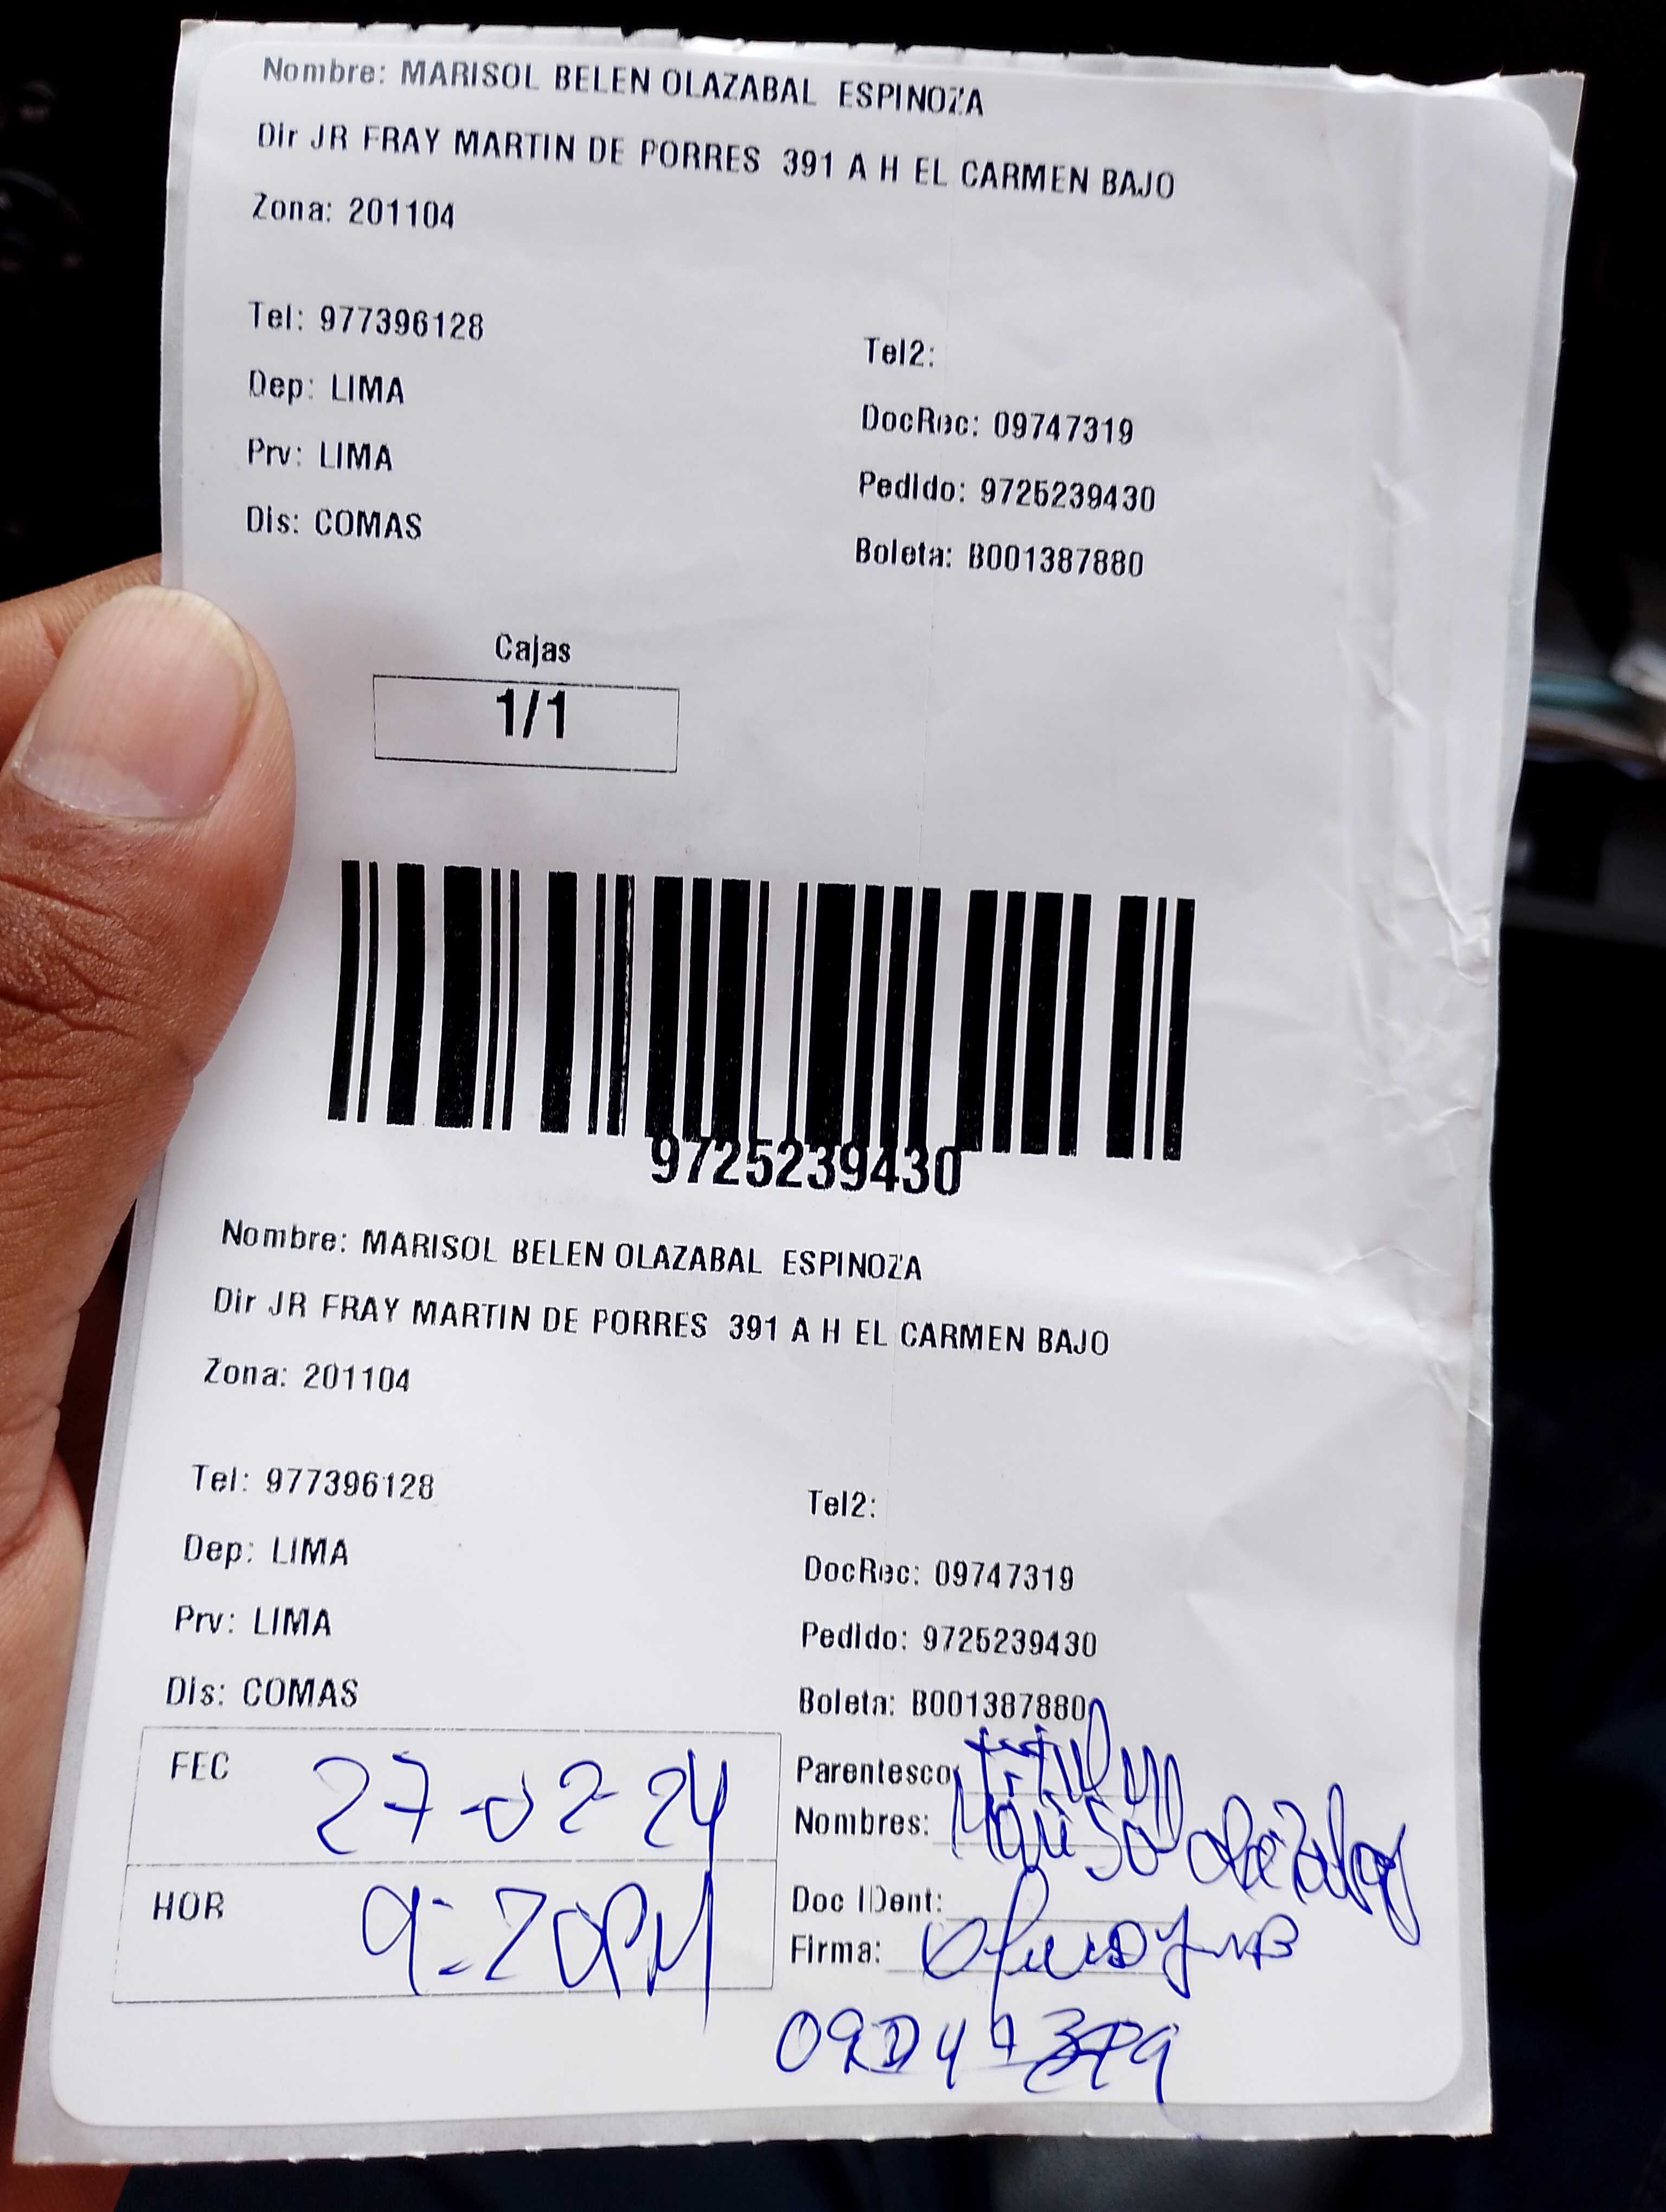 Nombre: MARISOL BELEN OLAZABAL ESPINOZA
Dir JR FRAY MARTIN DE PORRES 391 A H EL CARMEN BAJO
Zona: 201104
Tel: 977396128
Tel2:
Dep: LIMA
DocRec: 09747319
Prv: LIMA
Pedido: 9725239430
Dis: COMAS
Boleta: B001387880
Cajas
1/1
9725239430
Nombre: MARISOL BELEN OLAZABAL ESPINOZA
Dir JR FRAY MARTIN DE PORRES 391 A H EL CARMEN BAJO
Zona: 201104
Tel: 977396128
Tel2:
Dep: LIMA
DocRec: 09747319
Prv: LIMA
Pedido: 9725239430
Dis: COMAS
Boleta: B001387880
FEC 27-02-24
Parentesco:
Nombres: Marisol Olazabal
HOR 9:20PM
Doc IDent:
Firma: